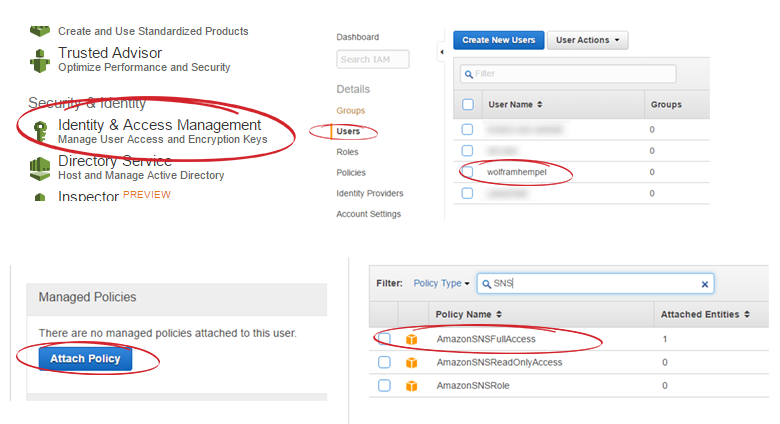 Create and Use Standardized Products
Trusted Advisor
Optimize Performance and Security
Security & Identity
Identity & Access Management
Manage User Access and Encryption Keys
Directory Service
Host and Manage Active Directory
Inspector PREVIEW
Dashboard
Search IAM
Details
Groups
Users
Roles
Policies
Identity Providers
Account Settings
Create New Users User Actions
Filter
User Name Groups
0
0
wolframhempel 0
0
Managed Policies
There are no managed policies attached to this user.
Attach Policy
Filter: Policy Type SNS
Policy Name Attached Entities
AmazonSNSFullAccess 1
AmazonSNSReadOnlyAccess 0
AmazonSNSRole 0